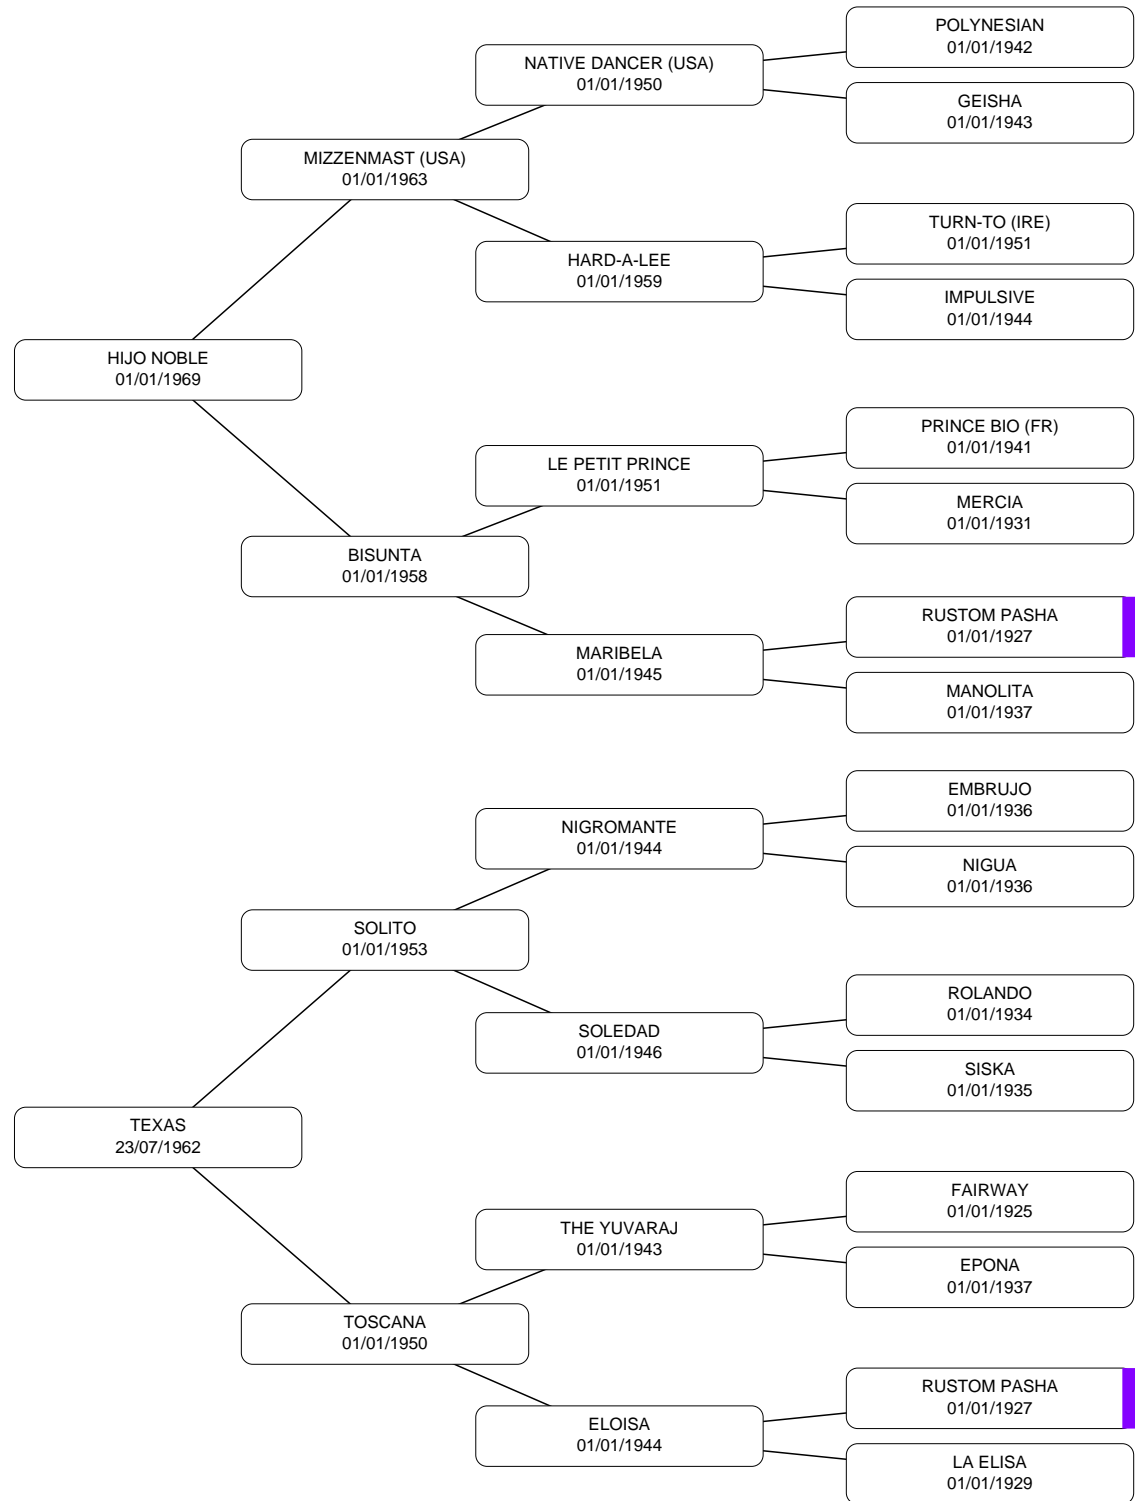 POLYNESIAN
01/01/1942
NATIVE DANCER (USA)
01/01/1950
GEISHA
01/01/1943
MIZZENMAST (USA)
01/01/1963
TURN-TO (IRE)
01/01/1951
HARD-A-LEE
01/01/1959
IMPULSIVE
01/01/1944
HIJO NOBLE
01/01/1969
PRINCE BIO (FR)
01/01/1941
LE PETIT PRINCE
01/01/1951
MERCIA
01/01/1931
BISUNTA
01/01/1958
RUSTOM PASHA
01/01/1927
MARIBELA
01/01/1945
MANOLITA
01/01/1937
EMBRUJO
01/01/1936
NIGROMANTE
01/01/1944
NIGUA
01/01/1936
SOLITO
01/01/1953
ROLANDO
01/01/1934
SOLEDAD
01/01/1946
SISKA
01/01/1935
TEXAS
23/07/1962
FAIRWAY
01/01/1925
THE YUVARAJ
01/01/1943
EPONA
01/01/1937
TOSCANA
01/01/1950
RUSTOM PASHA
01/01/1927
ELOISA
01/01/1944
LA ELISA
01/01/1929